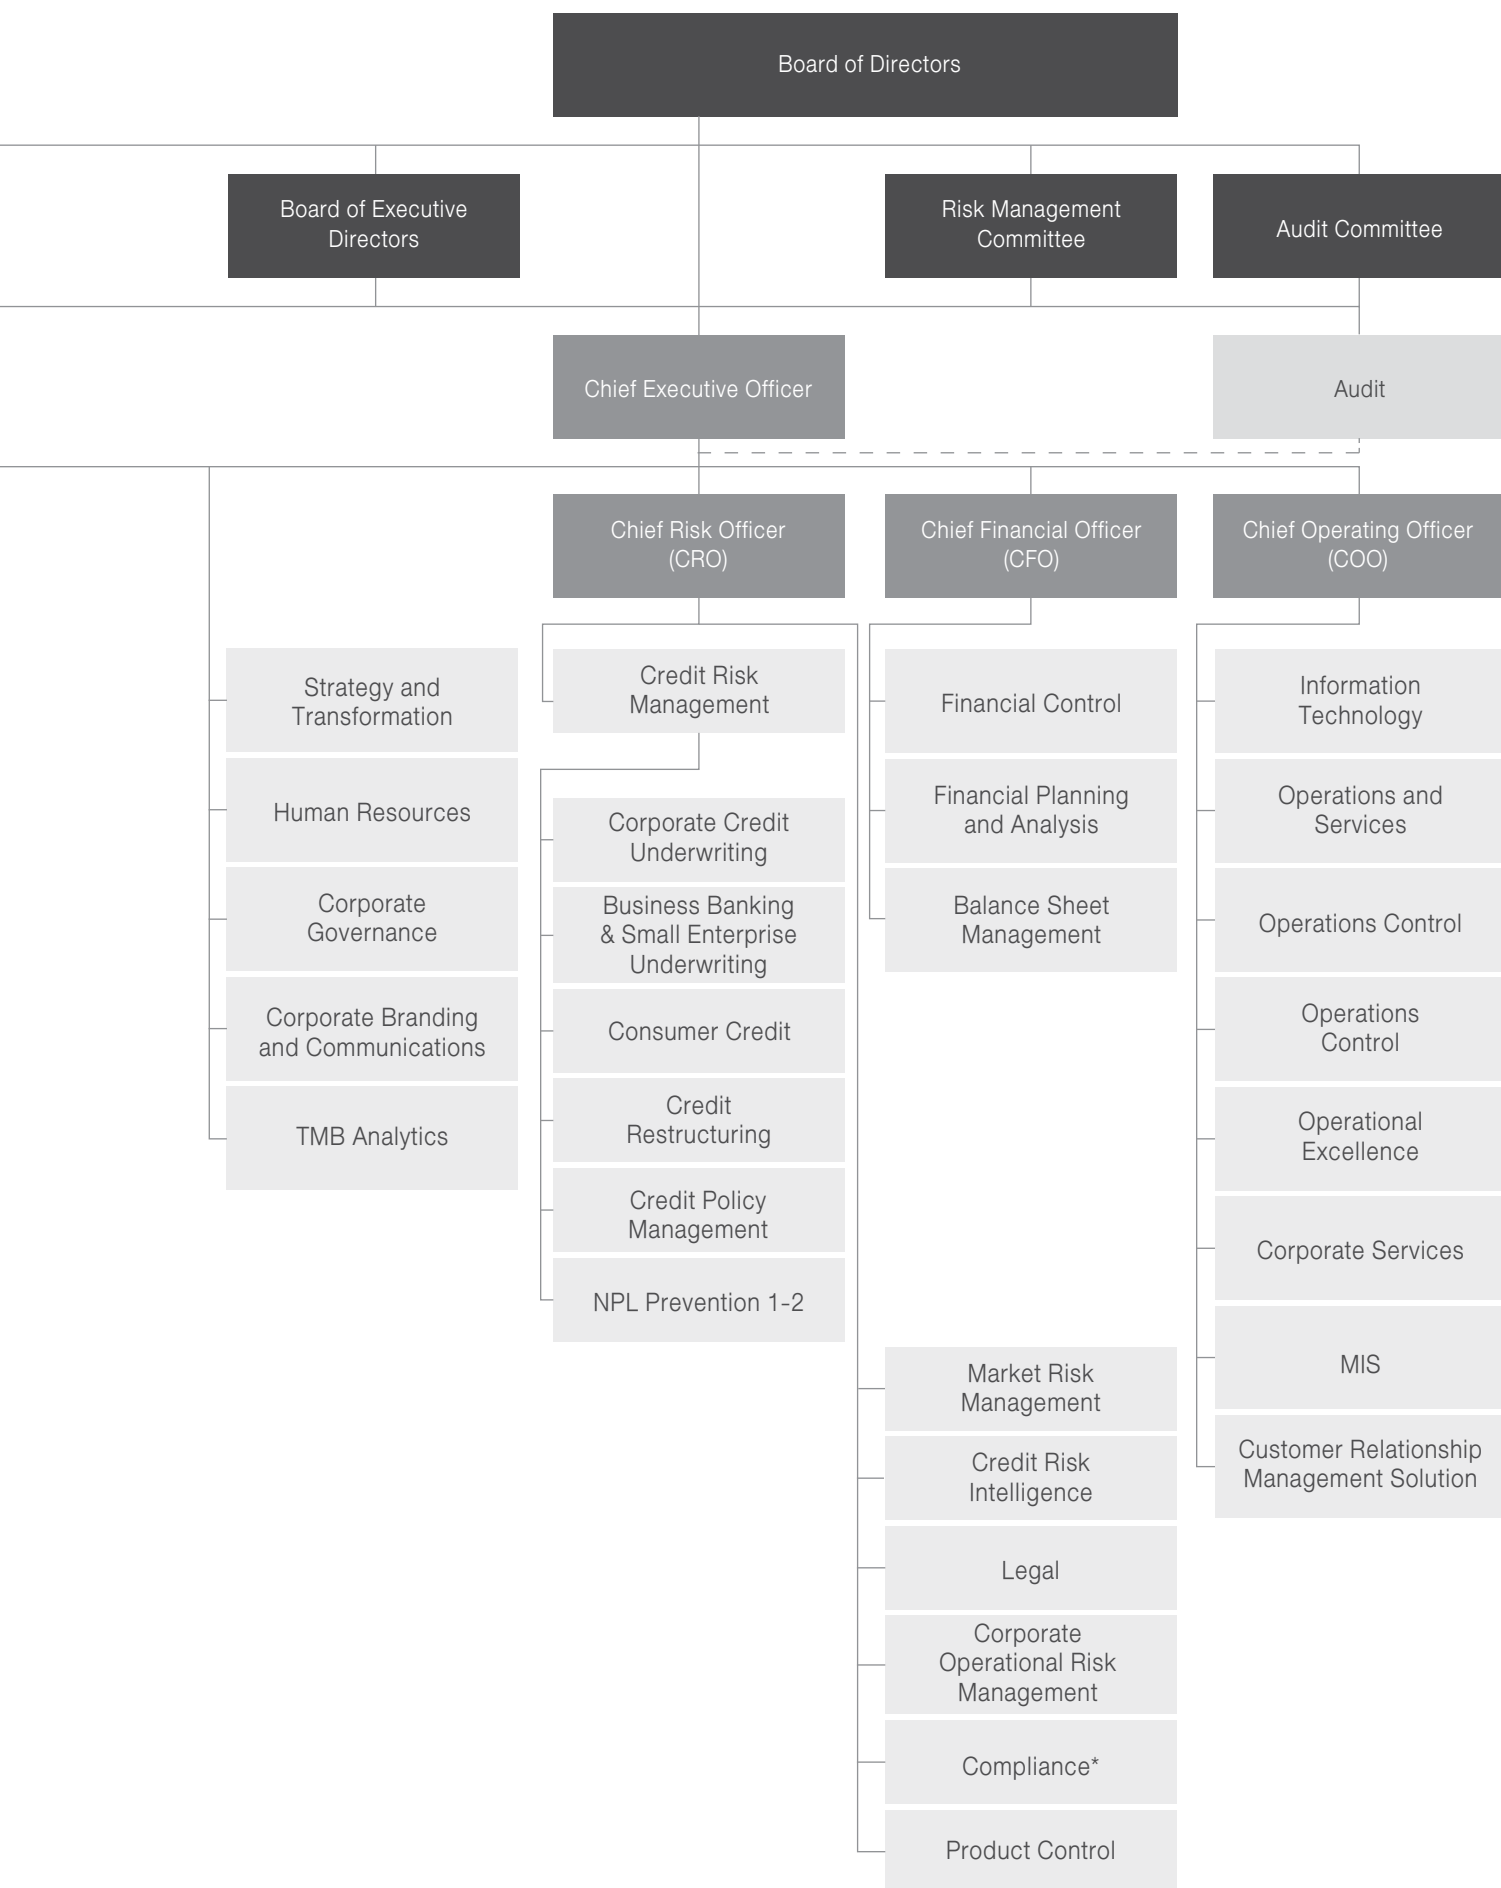 Board of Directors
Board of Executive
Directors
Risk Management
Committee
Audit Committee
Chief Executive Officer
Audit
Chief Risk Officer
(CRO)
Chief Financial Officer
(CFO)
Chief Operating Officer
(COO)
Strategy and
Transformation
Human Resources
Corporate
Governance
Corporate Branding
and Communications
TMB Analytics
Credit Risk
Management
Corporate Credit
Underwriting
Business Banking
& Small Enterprise
Underwriting
Consumer Credit
Credit
Restructuring
Credit Policy
Management
NPL Prevention 1-2
Financial Control
Financial Planning
and Analysis
Balance Sheet
Management
Market Risk
Management
Credit Risk
Intelligence
Legal
Corporate
Operational Risk
Management
Compliance*
Product Control
Information
Technology
Operations and
Services
Operations Control
Operations
Control
Operational
Excellence
Corporate Services
MIS
Customer Relationship
Management Solution